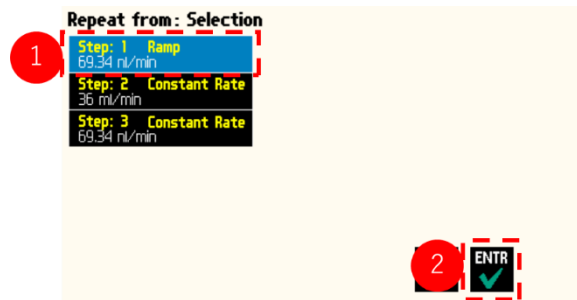 Repeat from: Selection
1
Step: 1 Ramp
69.34 nl/min
Step: 2 Constant Rate
36 ml/min
Step: 3 Constant Rate
69.34 nl/min
2
ENTR